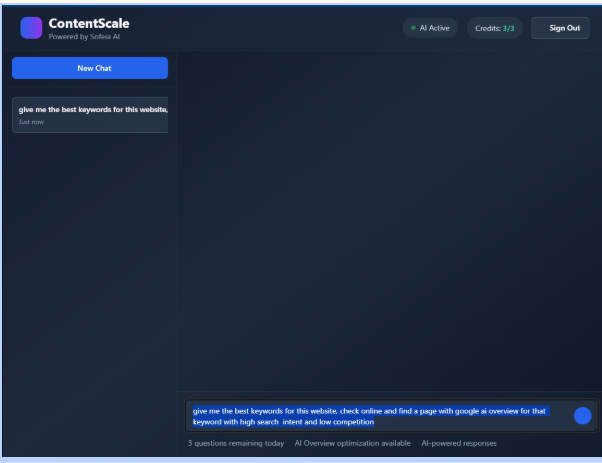 ContentScale
Powered by Sofeia AI
AI Active
Credits: 3/3
Sign Out
New Chat
give me the best keywords for this website,
Just now
give me the best keywords for this website, check online and find a page with google ai overview for that
keyword with high search intent and low competition
3 questions remaining today AI Overview optimization available AI-powered responses